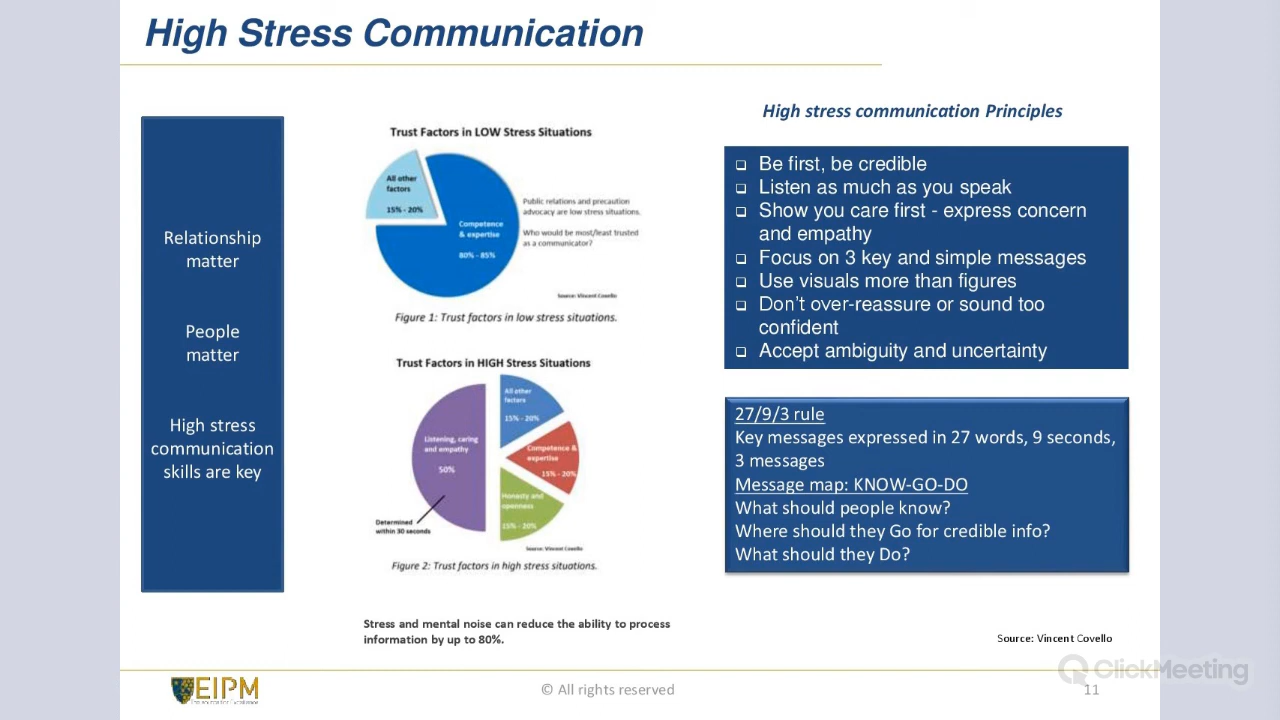 High Stress Communication
Relationship
matter
People
matter
High stress
communication
skills are key
Trust Factors in LOW Stress Situations
All other
factors
15% - 20%
Competence
& expertise
80% - 85%
Public relations and precaution
advocacy are low stress situations.
Who would be most/least trusted
as a communicator?
Source: Vincent Covello
Figure 1: Trust factors in low stress situations.
Trust Factors in HIGH Stress Situations
All other
factors
15% - 20%
Listening, caring
and empathy
50%
Competence &
expertise
15% - 20%
Honesty and
openness
15% - 20%
Determined
within 30 seconds
Source: Vincent Covello
Figure 2: Trust factors in high stress situations.
Stress and mental noise can reduce the ability to process
information by up to 80%.
High stress communication Principles
Be first, be credible
Listen as much as you speak
Show you care first - express concern
and empathy
Focus on 3 key and simple messages
Use visuals more than figures
Don't over-reassure or sound too
confident
Accept ambiguity and uncertainty
27/9/3 rule
Key messages expressed in 27 words, 9 seconds,
3 messages
Message map: KNOW-GO-DO
What should people know?
Where should they Go for credible info?
What should they Do?
Source: Vincent Covello
EIPM
The Source for Excellence
© All rights reserved
11
ClickMeeting